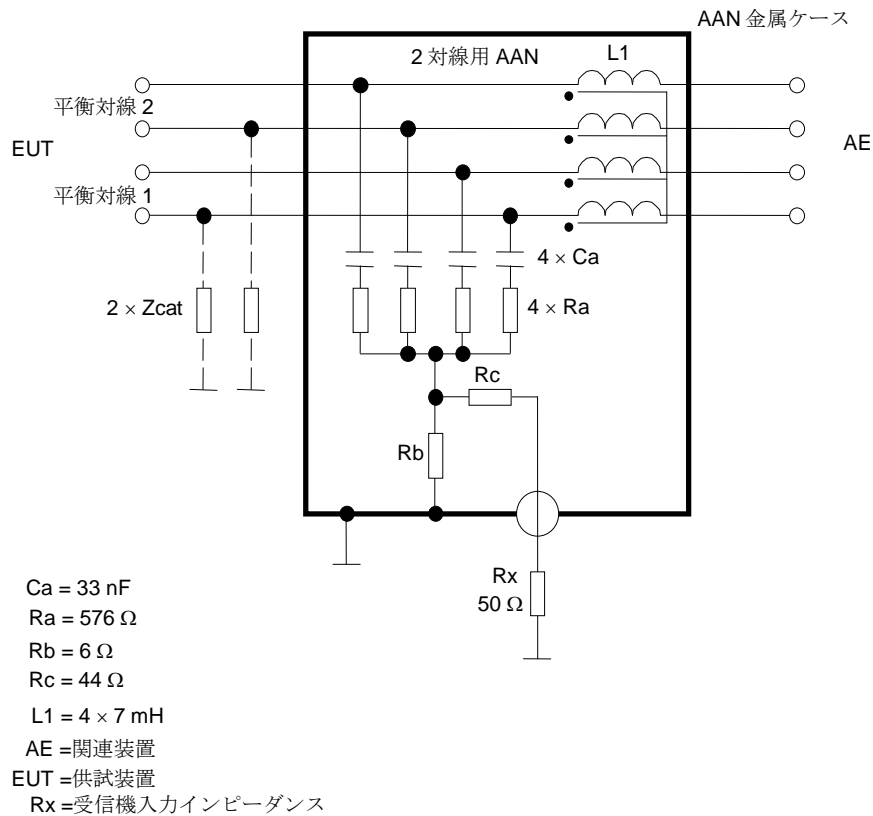 AAN 金属ケース
2 対線用 AAN
L1
平衡対線 2
EUT
AE
平衡対線 1
4 × Ca
2 × Zcat
4 × Ra
Rc
Rb
Rx
50 Ω
Ca = 33 nF
Ra = 576 Ω
Rb = 6 Ω
Rc = 44 Ω
L1 = 4 × 7 mH
AE =関連装置
EUT =供試装置
Rx =受信機入力インピーダンス